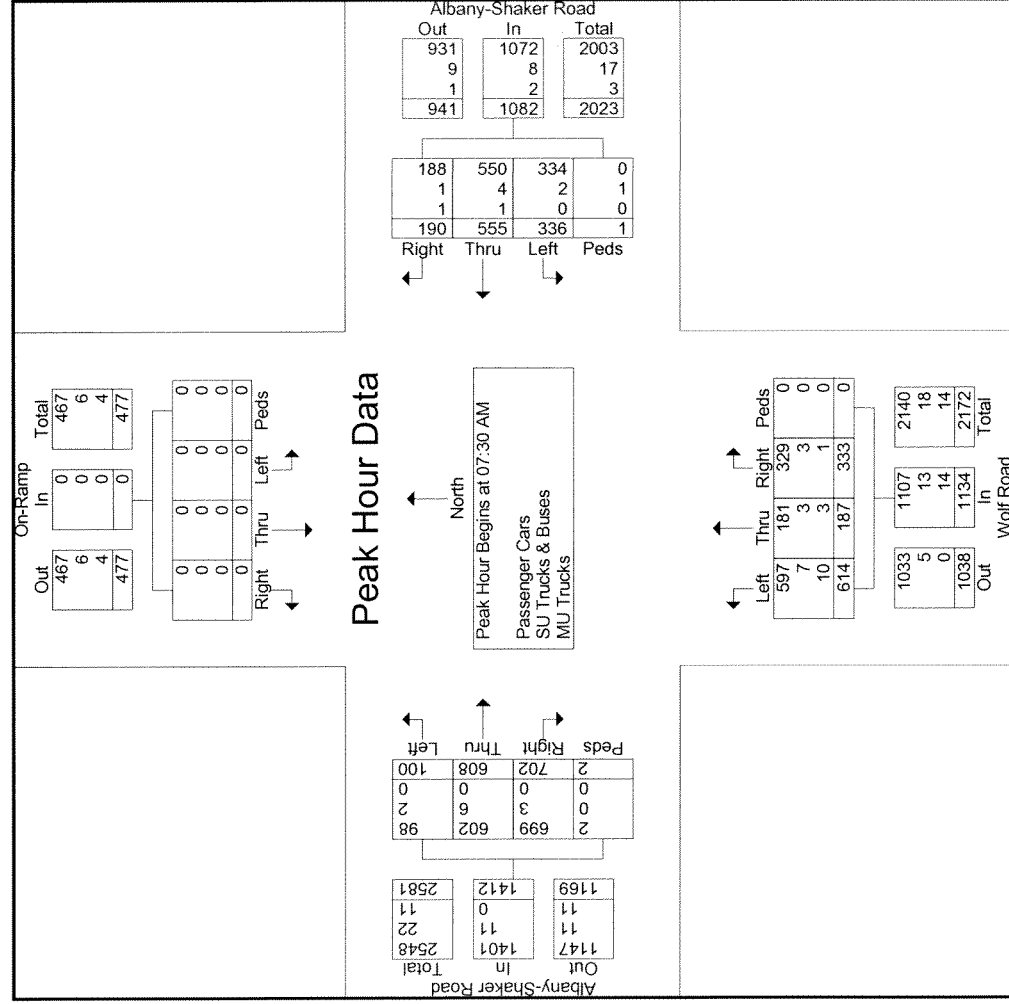 Albany-Shaker Road
Out In Total
931 1072 2003
9 8 17
1 2 3
941 1082 2023
188 550 334 0
1 4 2 1
1 1 0 0
190 555 336 1
Right Thru Left Peds
On-Ramp
Out In Total
467 0 467
6 0 6
4 0 4
477 0 477
0 0 0 0
0 0 0 0
0 0 0 0
0 0 0 0
Right Thru Left Peds
Peak Hour Data
North
Peak Hour Begins at 07:30 AM
Passenger Cars
SU Trucks & Buses
MU Trucks
Left Thru Right Peds
597 181 329 0
7 3 3 0
10 3 1 0
614 187 333 0
1033 1107 2140
5 13 18
0 14 14
1038 1134 2172
Out In Total
Wolf Road
Left Thru Right Peds
100 608 702 2
0 0 0 0
2 6 3 0
98 602 699 2
2581 1412 1169
11 0 11
22 11 11
2548 1401 1147
Total In Out
Albany-Shaker Road